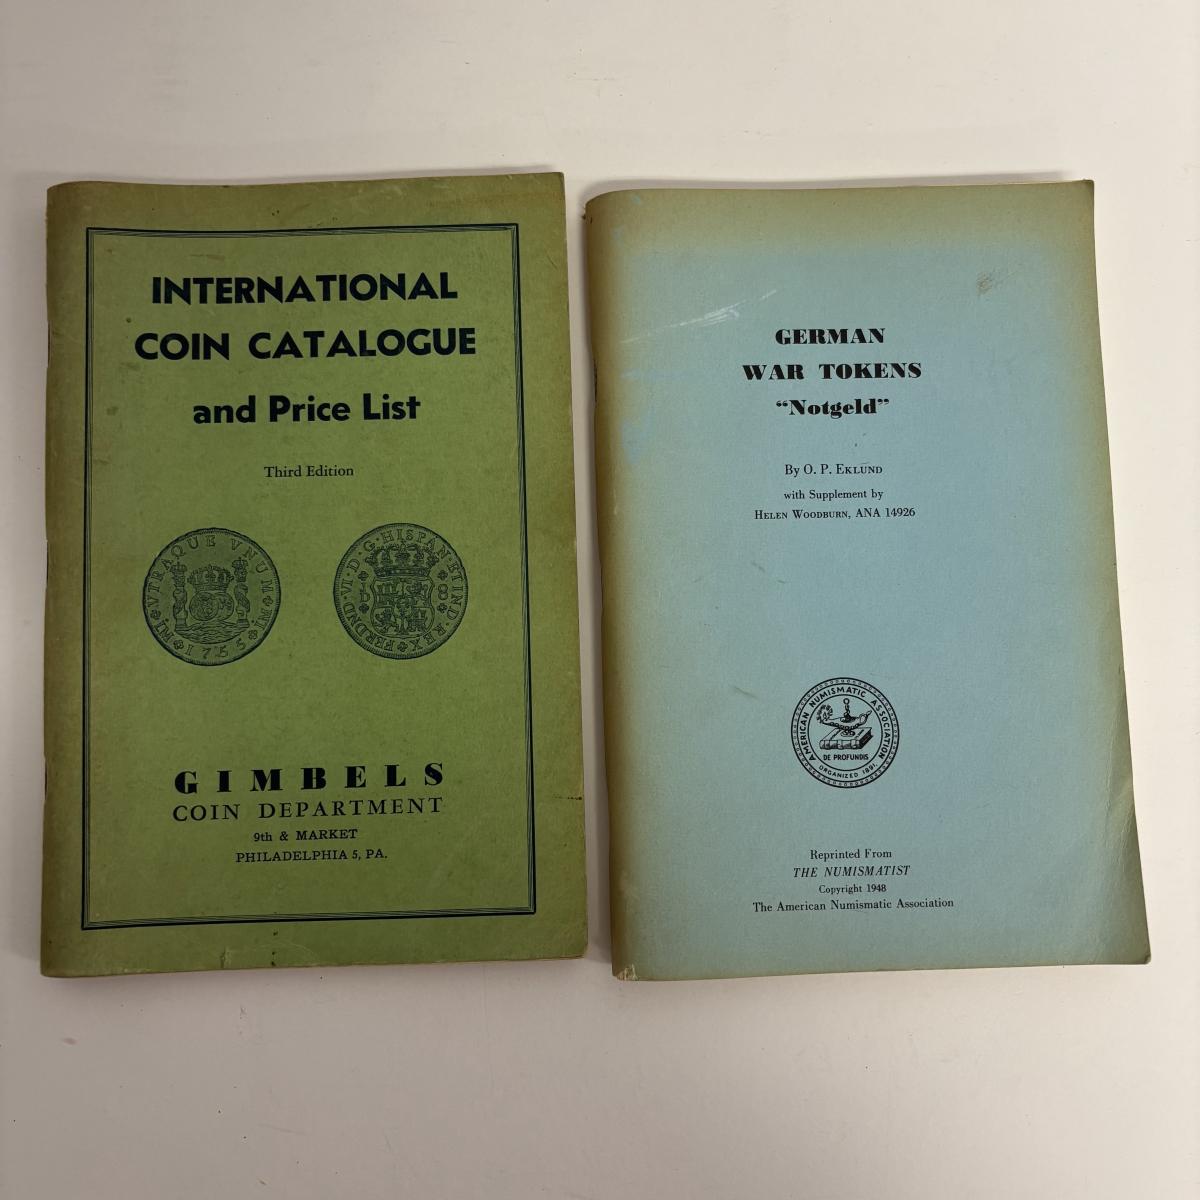 INTERNATIONAL
COIN CATALOGUE
and Price List
Third Edition
VTRAQUE VNUM
1755
FERDND·VI·D·G·HISPAN·ETIND·REX
8
GIMBELS
COIN DEPARTMENT
9th & MARKET
PHILADELPHIA 5, PA.
GERMAN
WAR TOKENS
“Notgeld”
By O. P. EKLUND
with Supplement by
HELEN WOODBURN, ANA 14926
AMERICAN NUMISMATIC ASSOCIATION
DE PROFUNDIS
ORGANIZED 1891.
Reprinted From
THE NUMISMATIST
Copyright 1948
The American Numismatic Association